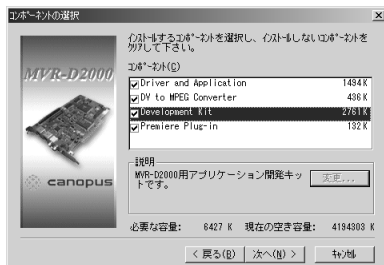 コンポーネントの選択
インストールするコンポーネントを選択し、インストールしないコンポーネントを
クリアして下さい。
コンポーネント(C)
MVR-D2000
Driver and Application 1494 K
DV to MPEG Converter 436 K
Development Kit 2761 K
Premiere Plug-in 132 K
説明
MVR-D2000用アプリケーション開発キッ
トです。
変更...
canopus
必要な容量: 6427 K 現在の空き容量: 4194303 K
< 戻る(B) 次へ(N) > キャンセル